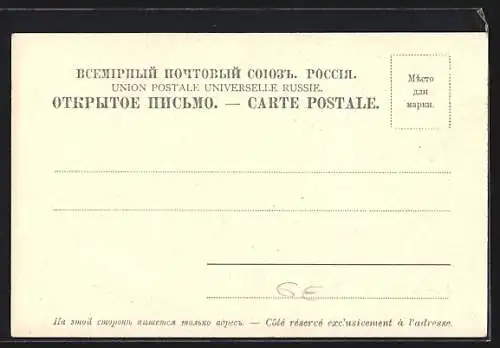 ВСЕМІРНЫЙ ПОЧТОВЫЙ СОЮЗЪ. РОССІЯ.
UNION POSTALE UNIVERSELLE RUSSIE.
ОТКРЫТОЕ ПИСЬМО. — CARTE POSTALE.
Мѣсто
для
марки.
На этой сторонѣ пишется только адресъ. — Côté réservé exclusivement à l'adresse.